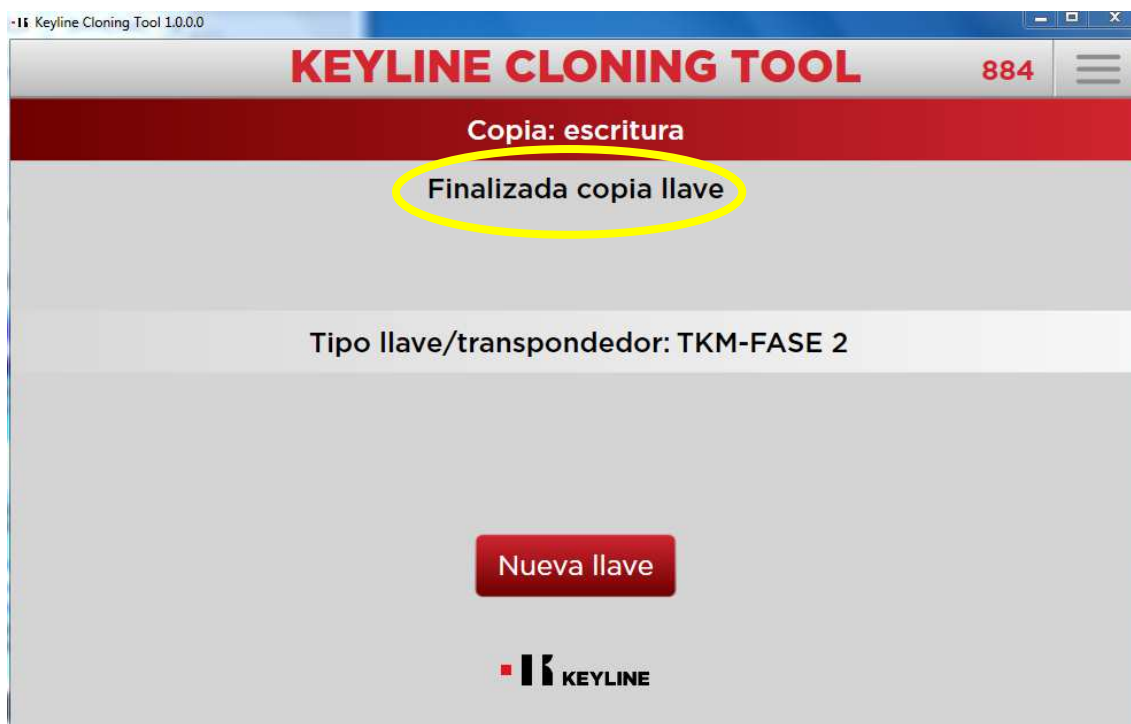 Keyline Cloning Tool 1.0.0.0
KEYLINE CLONING TOOL 884
Copia: escritura
Finalizada copia llave
Tipo llave/transpondedor: TKM-FASE 2
Nueva llave
KEYLINE